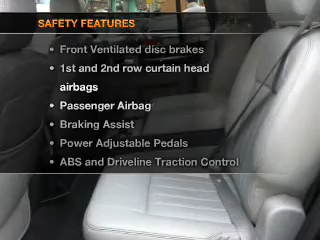 SAFETY FEATURES
• Front Ventilated disc brakes
• 1st and 2nd row curtain head
airbags
• Passenger Airbag
• Braking Assist
• Power Adjustable Pedals
• ABS and Driveline Traction Control